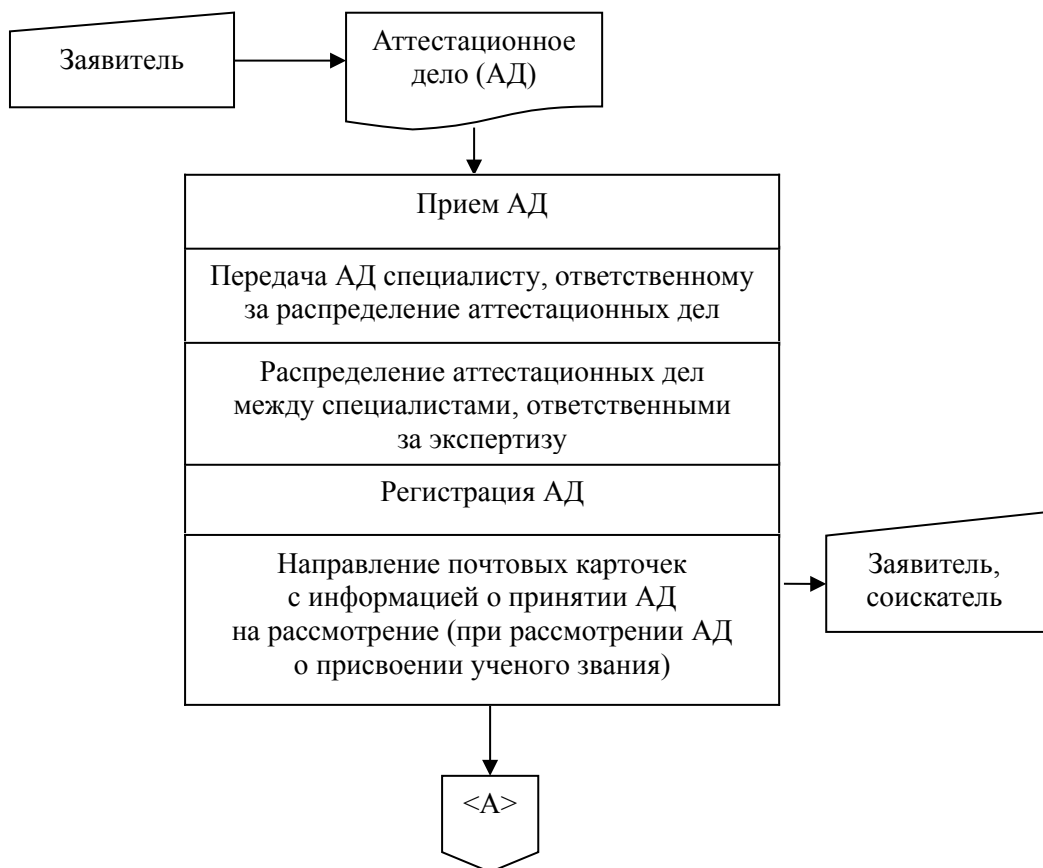 Заявитель
Аттестационное
дело (АД)
Прием АД
Передача АД специалисту, ответственному
за распределение аттестационных дел
Распределение аттестационных дел
между специалистами, ответственными
за экспертизу
Регистрация АД
Направление почтовых карточек
с информацией о принятии АД
на рассмотрение (при рассмотрении АД
о присвоении ученого звания)
Заявитель,
соискатель
<А>